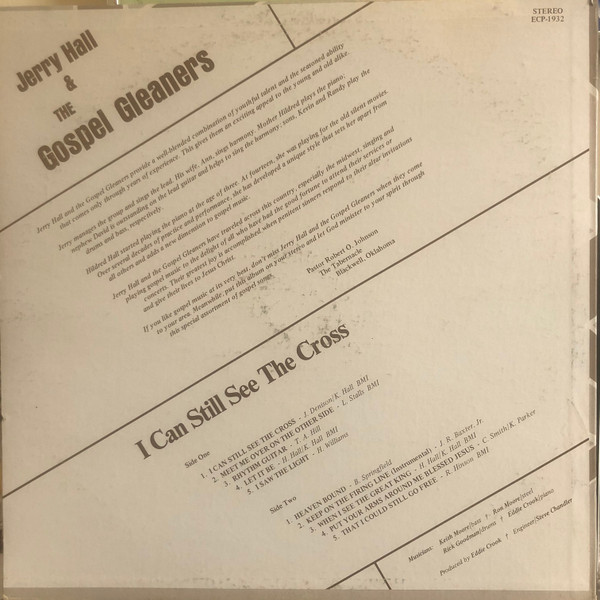 STEREO
ECP-1932
Jerry Hall
&
THE
Gospel Gleaners
Jerry Hall and the Gospel Gleaners provide a well-blended combination of youthful talent and the seasoned ability
that comes only through years of experience. This gives them an exciting appeal to the young and old alike.
Jerry manages the group and sings the lead. His wife, Ann, sings harmony. Mother Hildred plays the piano;
nephew David is outstanding on the lead guitar and helps to sing the harmony; sons, Kevin and Randy play the
drums and bass, respectively.
Hildred started playing the piano at the age of three. At fourteen, she was playing for the old silent movies.
Over several decades of practice and performance, she has developed a unique style that sets her apart from
all others and adds a new dimension to gospel music.
Jerry Hall and the Gospel Gleaners have traveled across this country, especially the midwest, singing and
playing gospel music to the delight of all who have had the good fortune to attend their services or
concerts. Their greatest joy is accomplished when penitent sinners respond to their altar invitations
and give their lives to Jesus Christ.
If you like gospel music at its very best, don't miss Jerry Hall and the Gospel Gleaners when they come
to your area. Meanwhile, put this album on your stereo and let God minister to your spirit through
this special assortment of gospel songs.
Pastor Robert O. Johnson
The Tabernacle
Blackwell, Oklahoma
I Can Still See The Cross
Side One
1. I CAN STILL SEE THE CROSS - J. Denison/K. Hall BMI
2. MEET ME OVER ON THE OTHER SIDE - L. Stalls BMI
3. RHYTHM GUITAR - T. A. Hill
4. LET IT BE - H. Hall/K. Hall BMI
5. I SAW THE LIGHT - H. Williams
Side Two
1. HEAVEN BOUND - B. Springfield
2. KEEP ON THE FIRING LINE (Instrumental) - J. R. Baxter, Jr.
3. WHEN I SEE THE GREAT KING - H. Hall/K. Hall BMI
4. PUT YOUR ARMS AROUND ME BLESSED JESUS - C. Smith/K. Parker
5. THAT I COULD STILL GO FREE - R. Hinson BMI
Musicians: Keith Moore/bass † Ron Moore/steel
Rick Goodman/drums † Eddie Crook/piano
Produced by Eddie Crook † Engineer/Steve Chandler